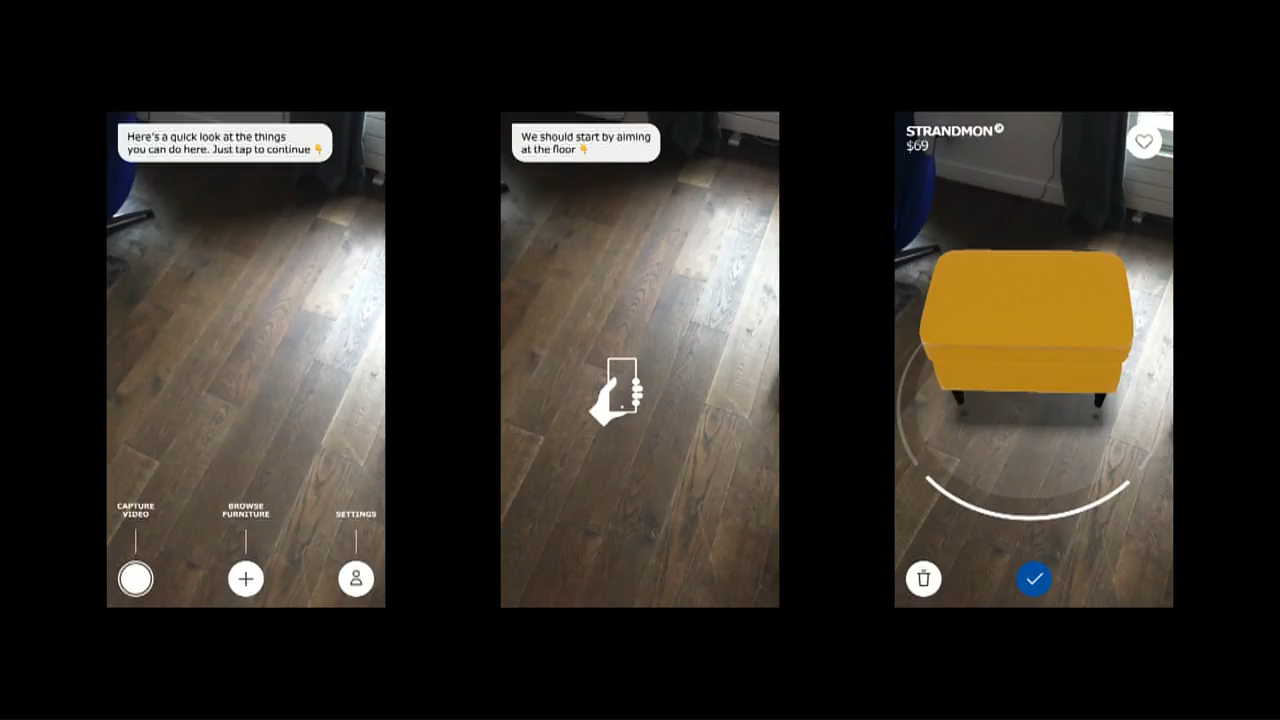 Here's a quick look at the things
you can do here. Just tap to continue 👇
CAPTURE
VIDEO
BROWSE
FURNITURE
SETTINGS
We should start by aiming
at the floor 👇
STRANDMON
$69